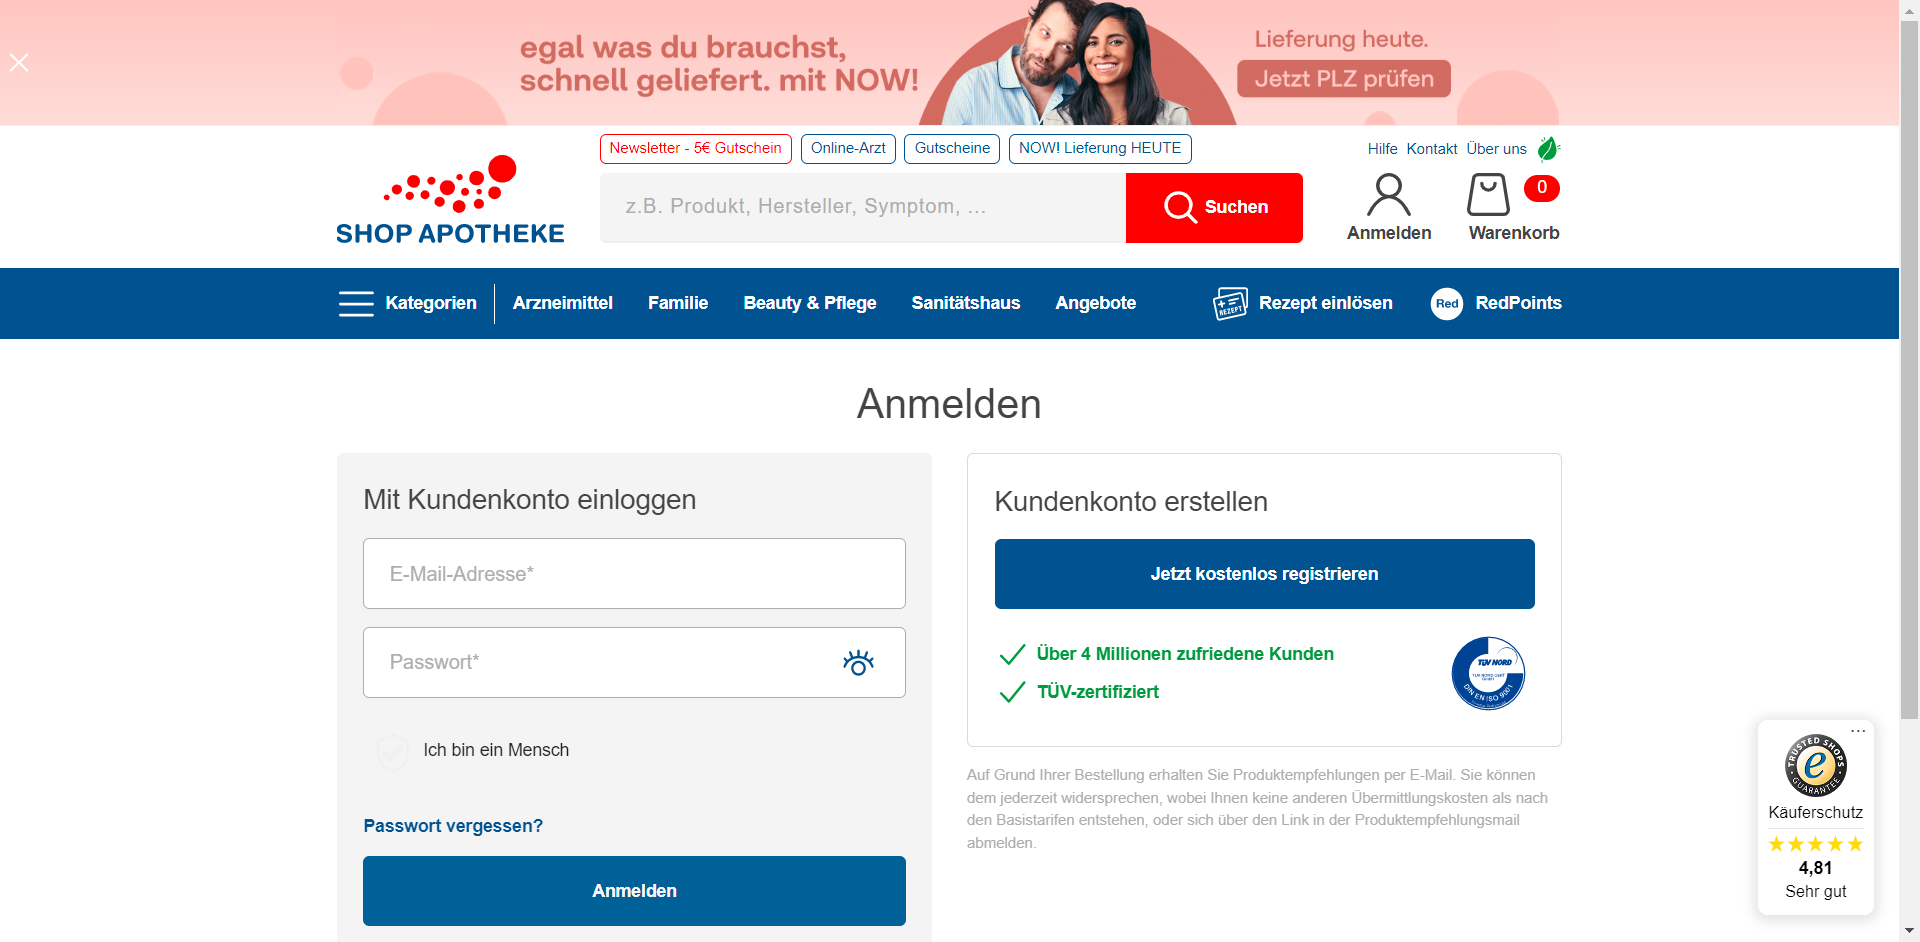 egal was du brauchst,
schnell geliefert. mit NOW!
Lieferung heute.
Jetzt PLZ prüfen
Newsletter - 5€ Gutschein
Online-Arzt
Gutscheine
NOW! Lieferung HEUTE
Hilfe
Kontakt
Über uns
SHOP APOTHEKE
z.B. Produkt, Hersteller, Symptom, ...
Suchen
Anmelden
0
Warenkorb
Kategorien
Arzneimittel
Familie
Beauty & Pflege
Sanitätshaus
Angebote
REZEPT
Rezept einlösen
Red
RedPoints
Anmelden
Mit Kundenkonto einloggen
E-Mail-Adresse*
Passwort*
Ich bin ein Mensch
Passwort vergessen?
Anmelden
Kundenkonto erstellen
Jetzt kostenlos registrieren
Über 4 Millionen zufriedene Kunden
TÜV-zertifiziert
TÜV NORD
TÜV NORD CERT
GmbH
DIN EN ISO 9001
Auf Grund Ihrer Bestellung erhalten Sie Produktempfehlungen per E-Mail. Sie können
dem jederzeit widersprechen, wobei Ihnen keine anderen Übermittlungskosten als nach
den Basistarifen entstehen, oder sich über den Link in der Produktempfehlungsmail
abmelden.
...
TRUSTED SHOPS
e
GUARANTEE
Käuferschutz
4,81
Sehr gut